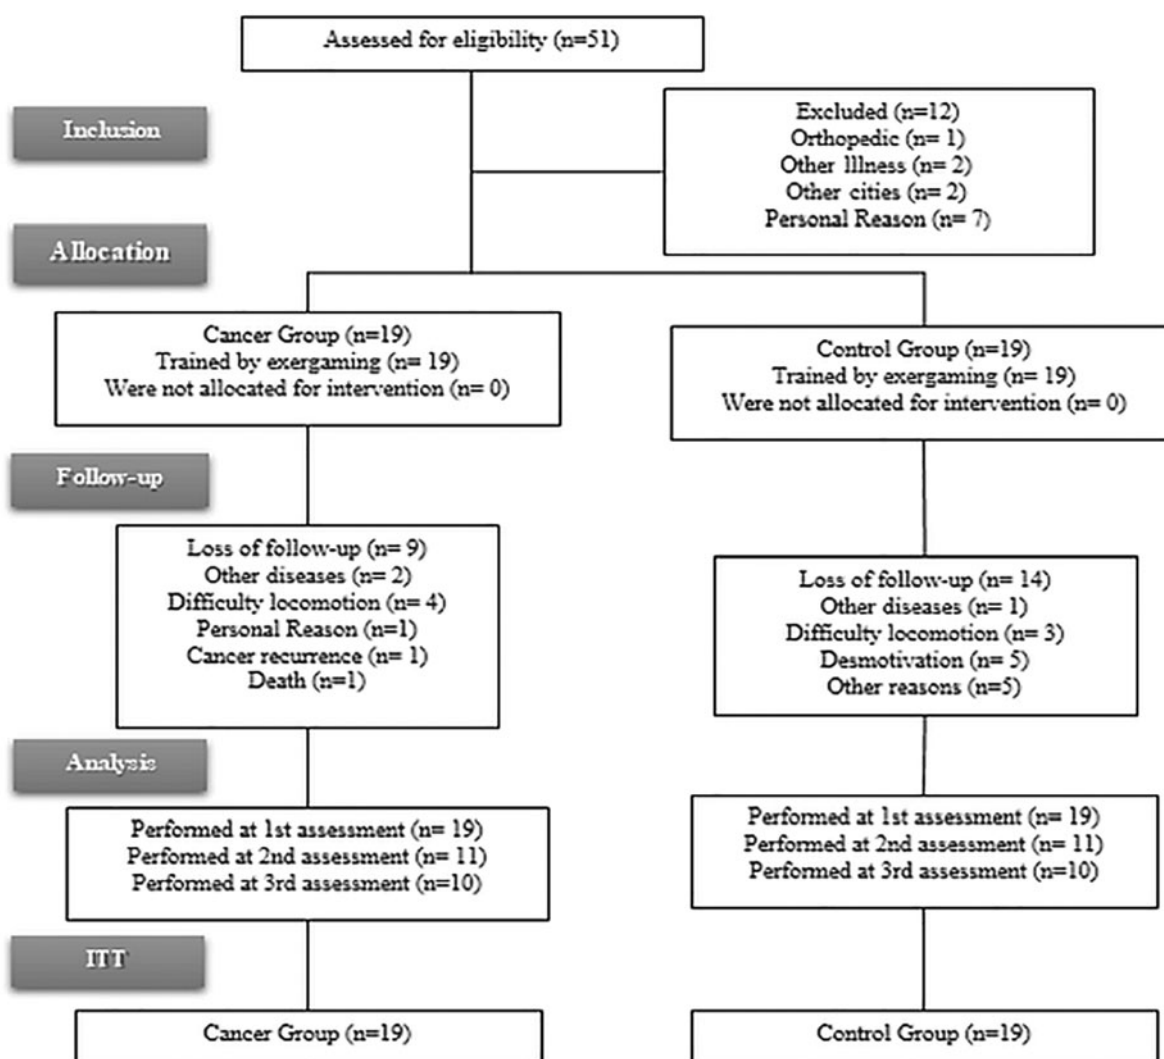 Assessed for eligibility (n=51)
Inclusion
Excluded (n=12)
Orthopedic (n= 1)
Other Illness (n= 2)
Other cities (n= 2)
Personal Reason (n= 7)
Allocation
Cancer Group (n=19)
Trained by exergaming (n= 19)
Were not allocated for intervention (n= 0)
Control Group (n=19)
Trained by exergaming (n= 19)
Were not allocated for intervention (n= 0)
Follow-up
Loss of follow-up (n= 9)
Other diseases (n= 2)
Difficulty locomotion (n= 4)
Personal Reason (n=1)
Cancer recurrence (n= 1)
Death (n=1)
Loss of follow-up (n= 14)
Other diseases (n= 1)
Difficulty locomotion (n= 3)
Desmotivation (n= 5)
Other reasons (n=5)
Analysis
Performed at 1st assessment (n= 19)
Performed at 2nd assessment (n= 11)
Performed at 3rd assessment (n=10)
Performed at 1st assessment (n= 19)
Performed at 2nd assessment (n= 11)
Performed at 3rd assessment (n=10)
ITT
Cancer Group (n=19)
Control Group (n=19)